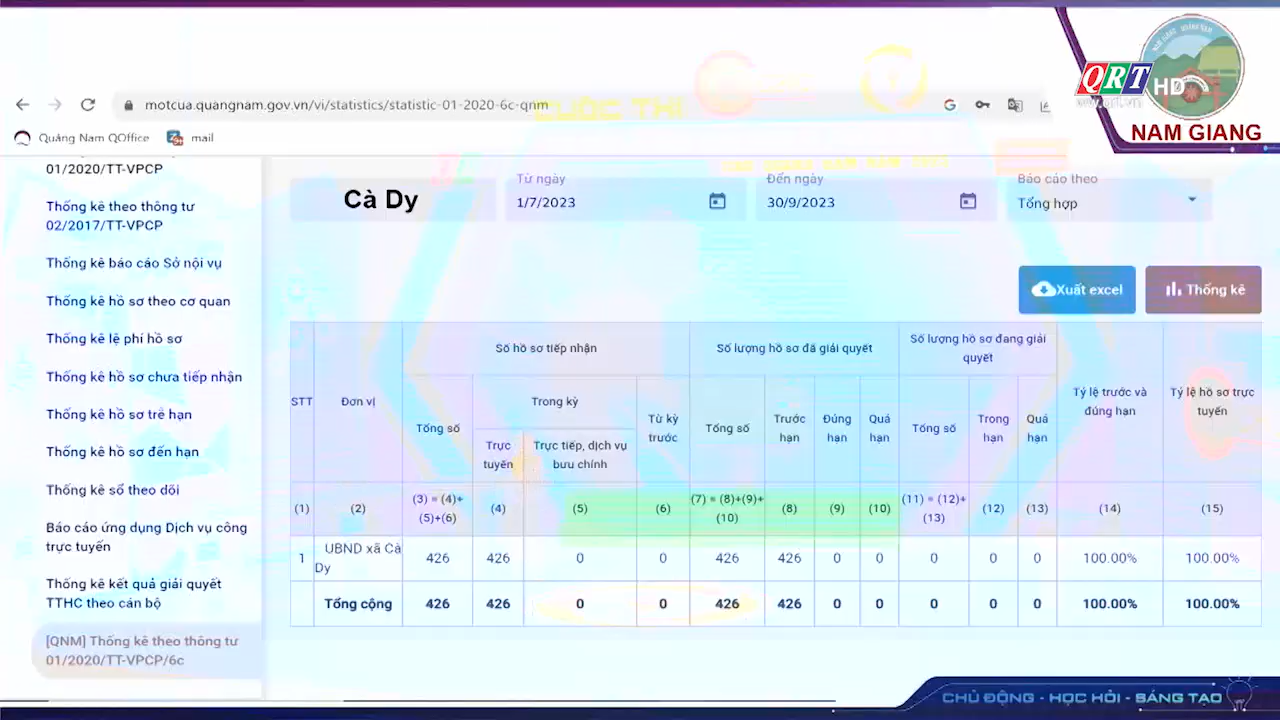 QRT HD
www.qrt.vn
NAM GIANG
motcua.quangnam.gov.vn/vi/statistics/statistic-01-2020-6c-qnm
CUỘC THI
Quảng Nam QOffice
mail
01/2020/TT-VPCP
Thống kê theo thông tư
02/2017/TT-VPCP
Thống kê báo cáo Sở nội vụ
Thống kê hồ sơ theo cơ quan
Thống kê lệ phí hồ sơ
Thống kê hồ sơ chưa tiếp nhận
Thống kê hồ sơ trễ hạn
Thống kê hồ sơ đến hạn
Thống kê sổ theo dõi
Báo cáo ứng dụng Dịch vụ công
trực tuyến
Thống kê kết quả giải quyết
TTHC theo cán bộ
[QNM] Thống kê theo thông tư
01/2020/TT-VPCP/6c
Cà Dy
Từ ngày
1/7/2023
Đến ngày
30/9/2023
Báo cáo theo
Tổng hợp
Xuất excel
Thống kê
STT
Đơn vị
Số hồ sơ tiếp nhận
Số lượng hồ sơ đã giải quyết
Số lượng hồ sơ đang giải
quyết
Tỷ lệ trước và
đúng hạn
Tỷ lệ hồ sơ trực
tuyến
Tổng số
Trong kỳ
Từ kỳ
trước
Tổng số
Trước
hạn
Đúng
hạn
Quá
hạn
Tổng số
Trong
hạn
Quá
hạn
Trực
tuyến
Trực tiếp, dịch vụ
bưu chính
(1) (2) (3) = (4)+
(5)+(6) (4) (5) (6) (7) = (8)+(9)+
(10) (8) (9) (10) (11) = (12)+
(13) (12) (13) (14) (15)
1 UBND xã Cà
Dy 426 426 0 0 426 426 0 0 0 0 0 100.00% 100.00%
Tổng cộng 426 426 0 0 426 426 0 0 0 0 0 100.00% 100.00%
CHỦ ĐỘNG - HỌC HỎI - SÁNG TẠO